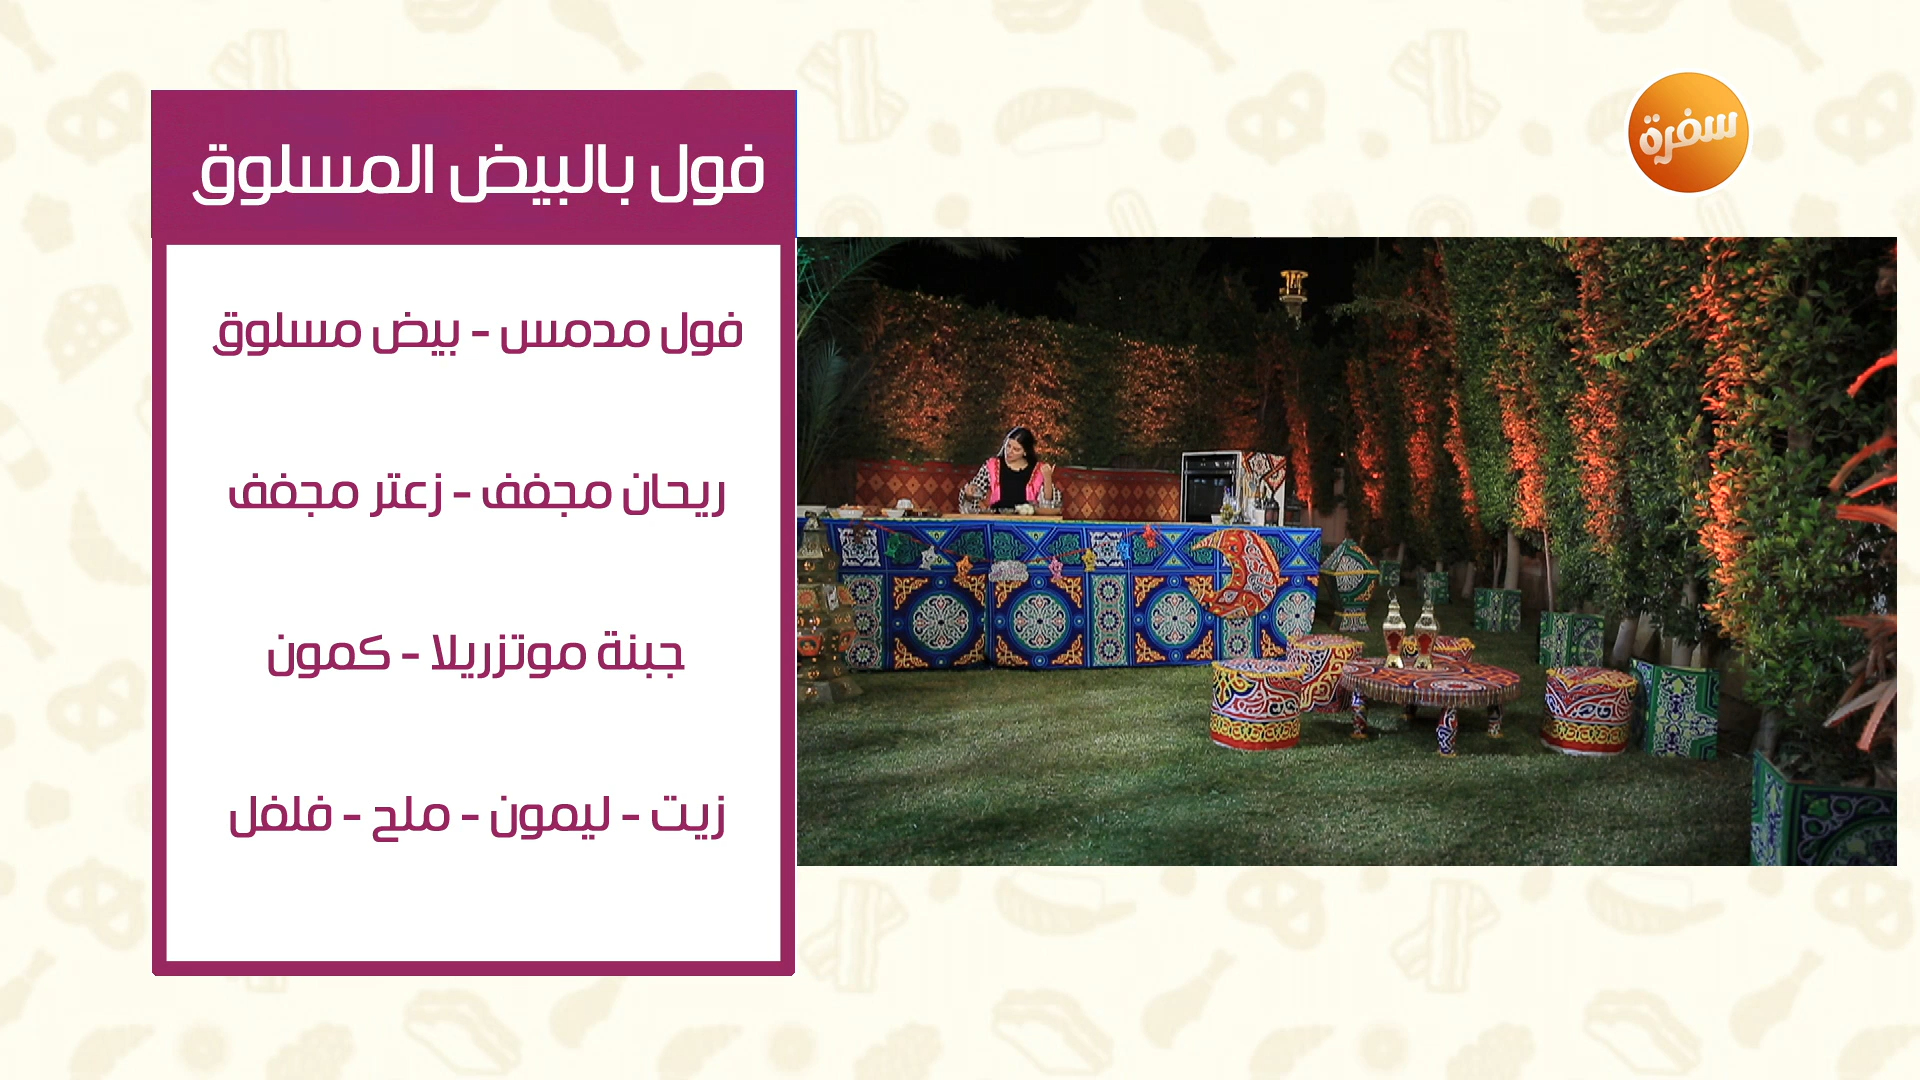 سفرة
فول بالبيض المسلوق
فول مدمس - بيض مسلوق
ريحان مجفف - زعتر مجفف
جبنة موتزريلا - كمون
زيت - ليمون - ملح - فلفل